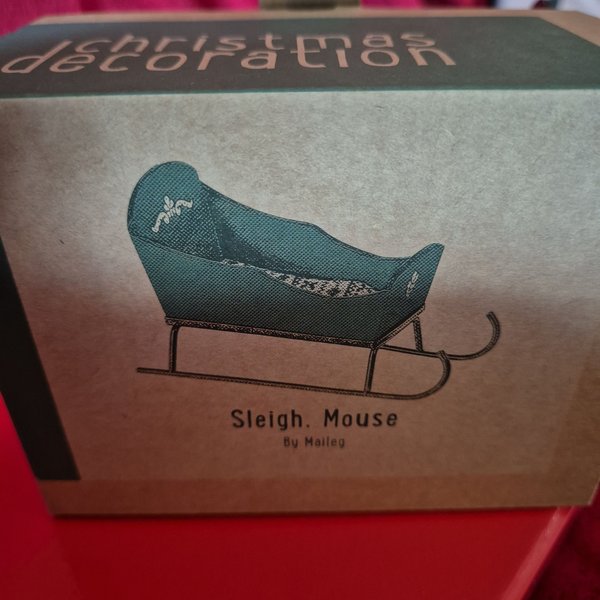 christmas
decoration
Sleigh. Mouse
By Maileg